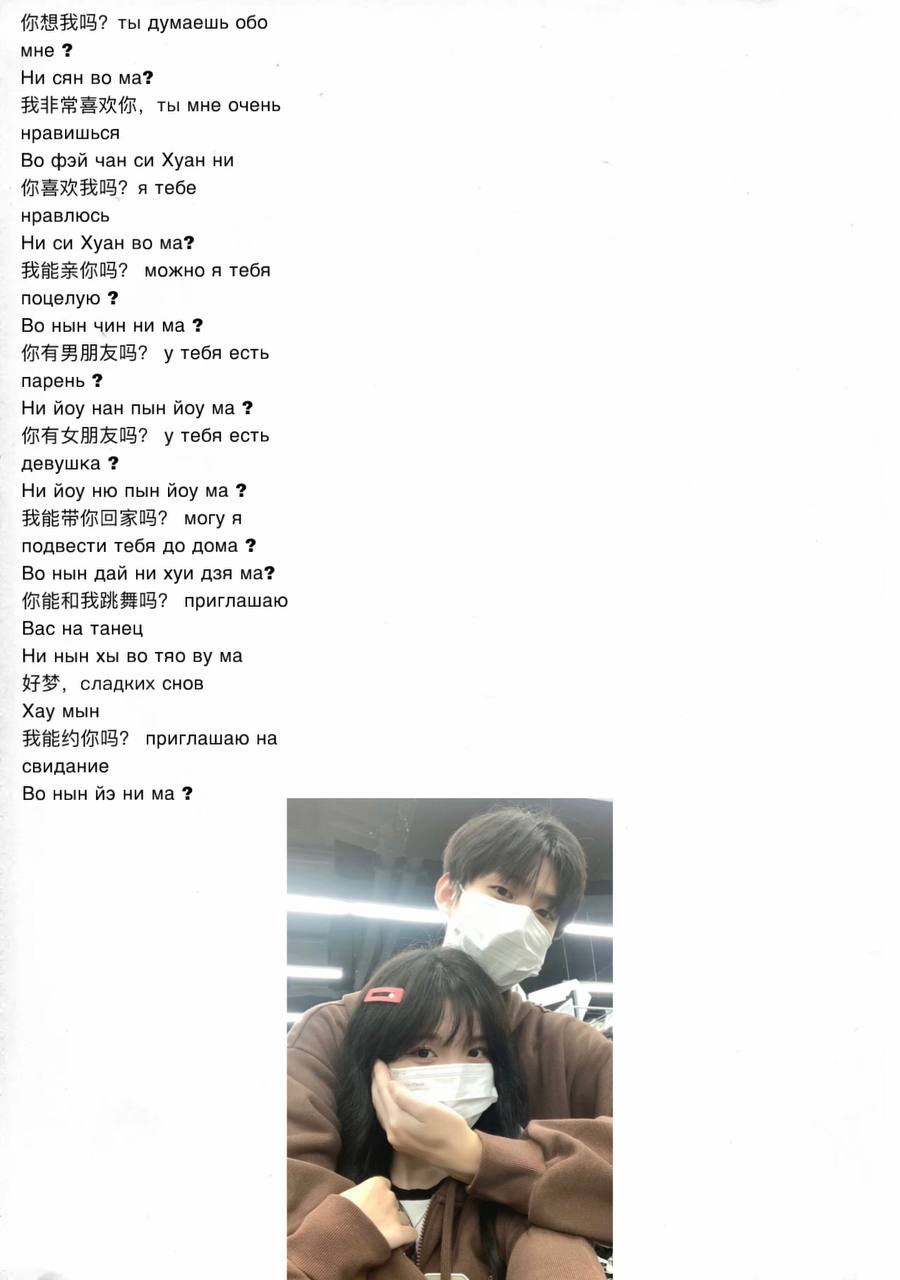 你想我吗？ты думаешь обо
мне ?
Ни сян во ма?
我非常喜欢你，ты мне очень
нравишься
Во фэй чан си Хуан ни
你喜欢我吗？я тебе
нравлюсь
Ни си Хуан во ма?
我能亲你吗？ можно я тебя
поцелую ?
Во нын чин ни ма ?
你有男朋友吗？ у тебя есть
парень ?
Ни йоу нан пын йоу ма ?
你有女朋友吗？ у тебя есть
девушка ?
Ни йоу ню пын йоу ма ?
我能带你回家吗？ могу я
подвести тебя до дома ?
Во нын дай ни хуи дзя ма?
你能和我跳舞吗？ приглашаю
Вас на танец
Ни нын хы во тяо ву ма
好梦，сладких снов
Хау мын
我能约你吗？ приглашаю на
свидание
Во нын йэ ни ма ?